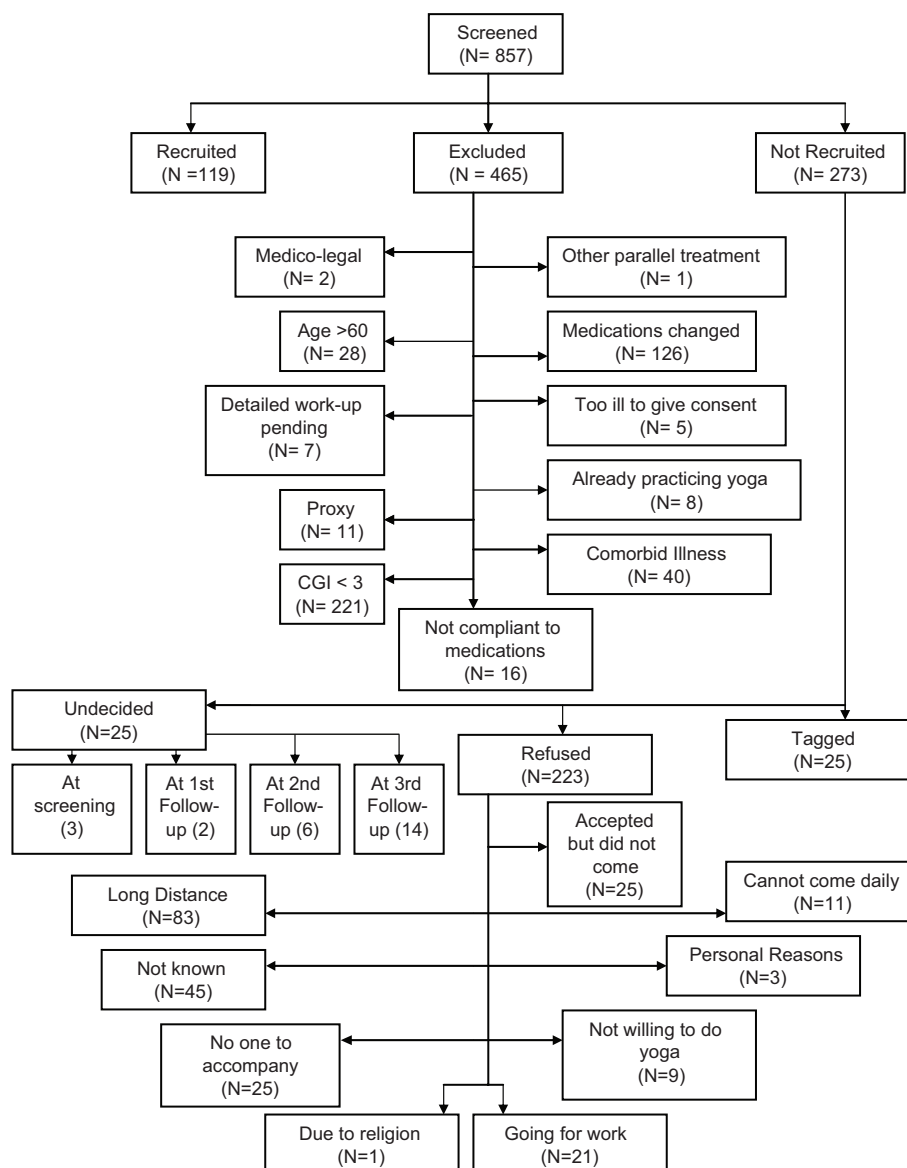 Screened
(N= 857)
Recruited
(N =119)
Excluded
(N = 465)
Not Recruited
(N= 273)
Medico-legal
(N= 2)
Other parallel treatment
(N= 1)
Age >60
(N= 28)
Medications changed
(N= 126)
Detailed work-up
pending
(N= 7)
Too ill to give consent
(N= 5)
Already practicing yoga
(N= 8)
Proxy
(N= 11)
Comorbid Illness
(N= 40)
CGI < 3
(N= 221)
Not compliant to
medications
(N= 16)
Undecided
(N=25)
Refused
(N=223)
Tagged
(N=25)
At
screening
(3)
At 1st
Follow-
up (2)
At 2nd
Follow-
up (6)
At 3rd
Follow-
up (14)
Accepted
but did not
come
(N=25)
Long Distance
(N=83)
Cannot come daily
(N=11)
Not known
(N=45)
Personal Reasons
(N=3)
No one to
accompany
(N=25)
Not willing to do
yoga
(N=9)
Due to religion
(N=1)
Going for work
(N=21)